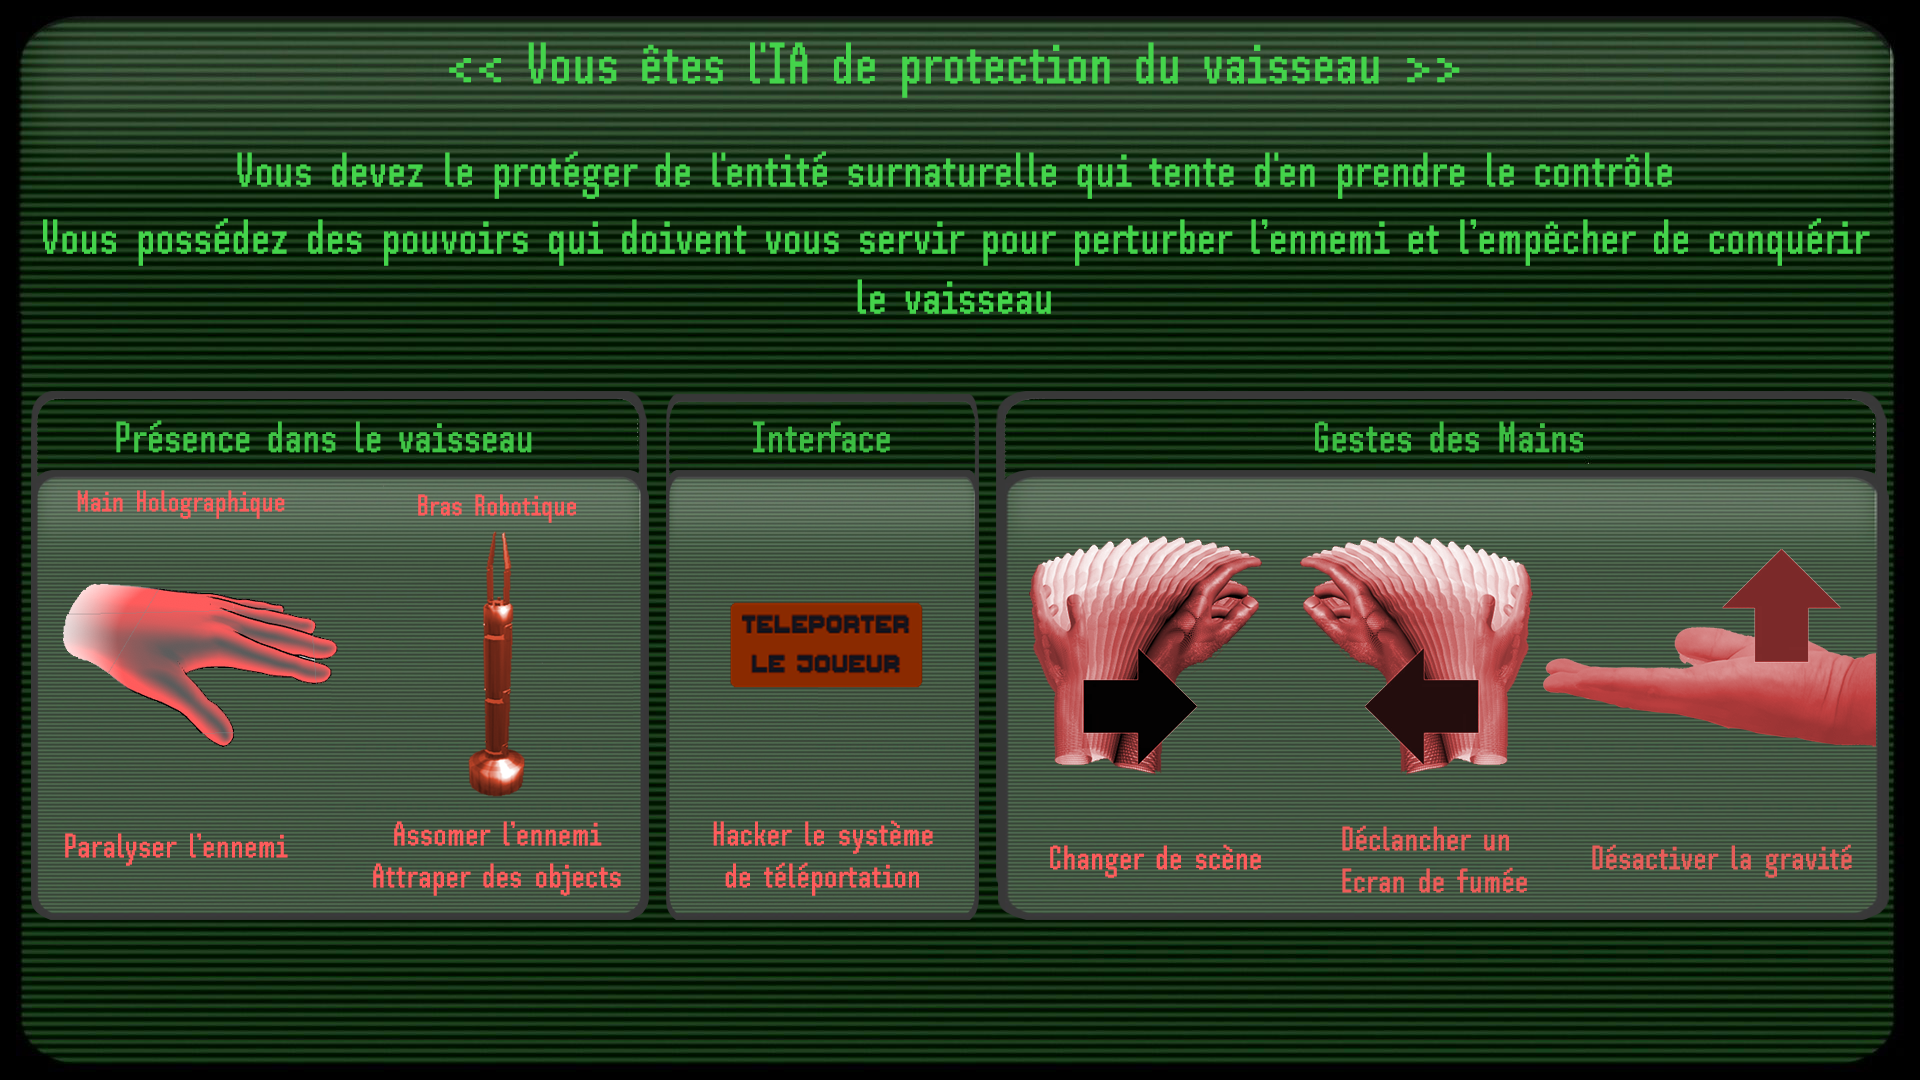 << Vous êtes l'IA de protection du vaisseau >>
Vous devez le protéger de l'entité surnaturelle qui tente d'en prendre le contrôle
Vous possédez des pouvoirs qui doivent vous servir pour perturber l'ennemi et l'empêcher de conquérir
le vaisseau
Présence dans le vaisseau
Main Holographique
Bras Robotique
Paralyser l'ennemi
Assomer l'ennemi
Attraper des objects
Interface
TELEPORTER
LE JOUEUR
Hacker le système
de téléportation
Gestes des Mains
Changer de scène
Déclancher un
Ecran de fumée
Désactiver la gravité